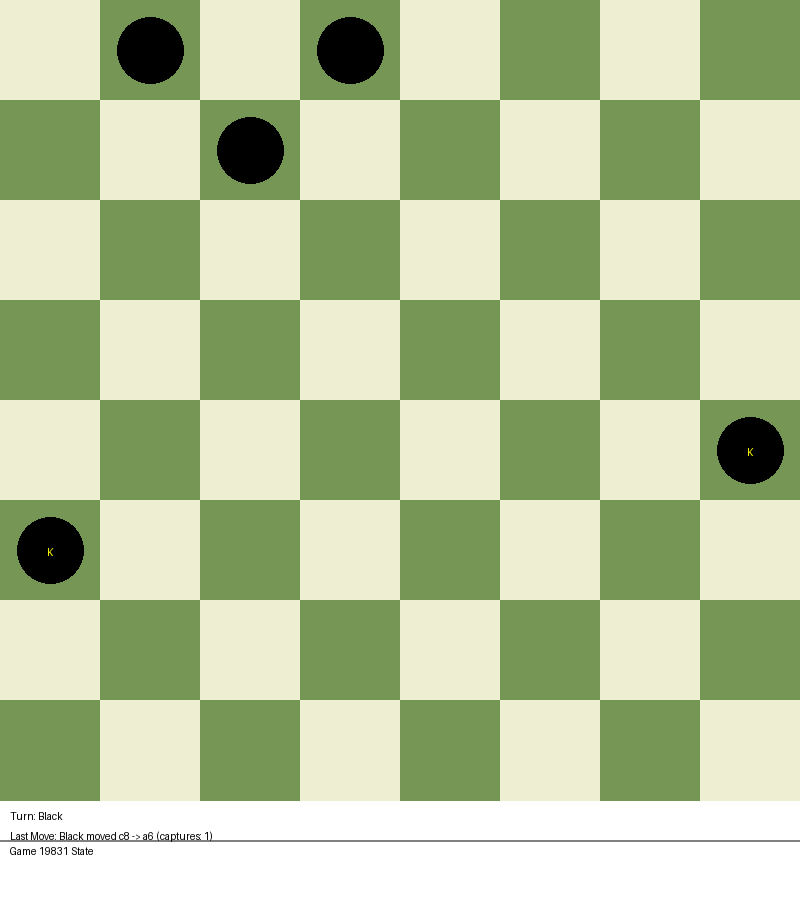 K
K
Turn: Black
Last Move: Black moved c8 -> a6 (captures: 1)
Game 19831 State